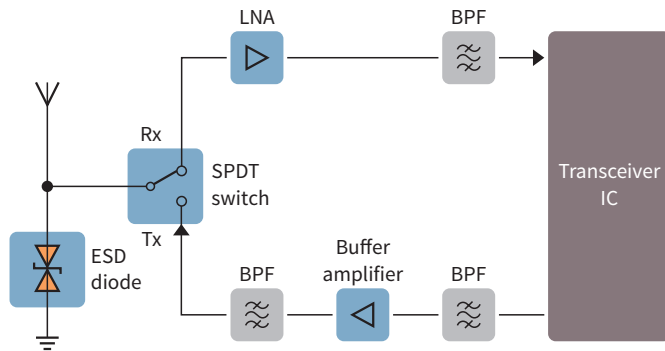 LNA
BPF
Rx
SPDT
switch
Transceiver
IC
Tx
ESD
diode
BPF
Buffer
amplifier
BPF